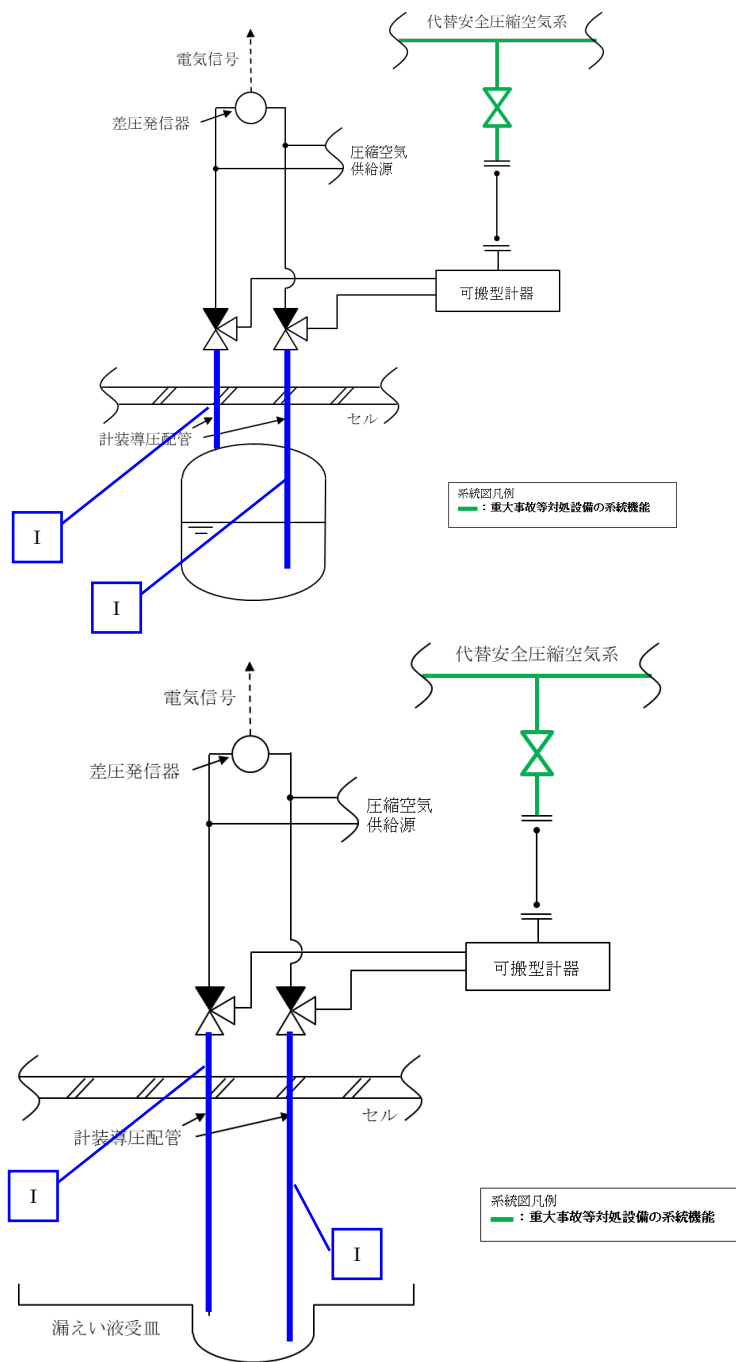 代替安全圧縮空気系
電気信号
差圧発信器
圧縮空気
供給源
可搬型計器
セル
計装導圧配管
I
I
系統図凡例
：重大事故等対処設備の系統機能
代替安全圧縮空気系
電気信号
差圧発信器
圧縮空気
供給源
可搬型計器
セル
計装導圧配管
I
I
系統図凡例
：重大事故等対処設備の系統機能
漏えい液受皿